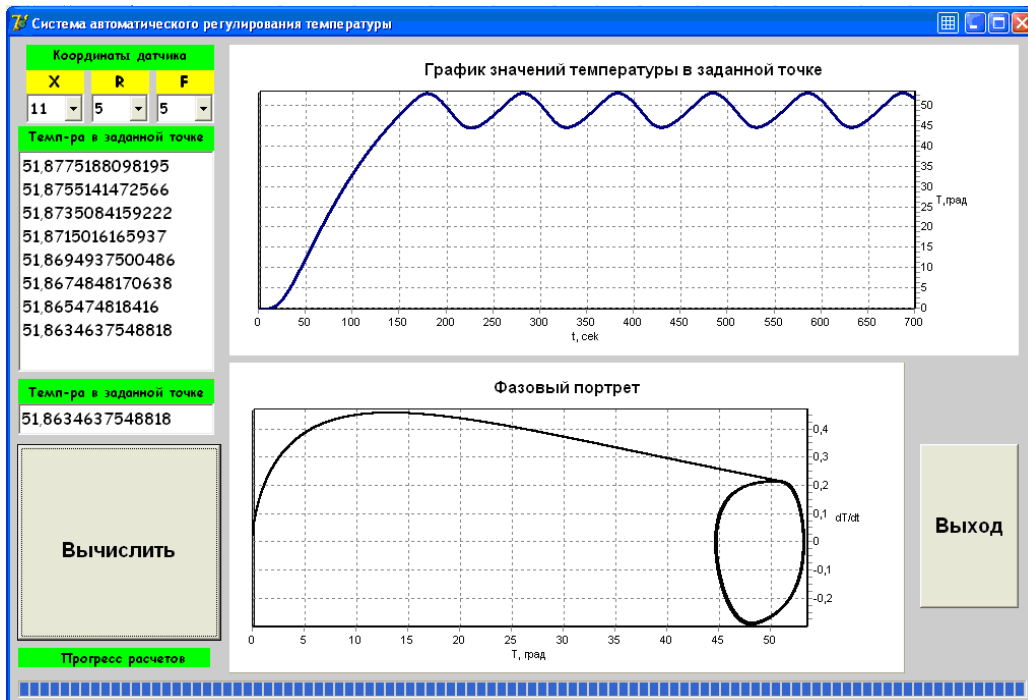 Система автоматического регулирования температуры
Координаты датчика
X R F
11 5 5
Темп-ра в заданной точке
51,8775188098195
51,8755141472566
51,8735084159222
51,8715016165937
51,8694937500486
51,8674848170638
51,865474818416
51,8634637548818
Темп-ра в заданной точке
51,8634637548818
Вычислить
Прогресс расчетов
График значений температуры в заданной точке
50
45
40
35
30
25
20
15
10
5
0
T,град
0 50 100 150 200 250 300 350 400 450 500 550 600 650 700
t, сек
Фазовый портрет
0,4
0,3
0,2
0,1
0
-0,1
-0,2
dT/dt
0 5 10 15 20 25 30 35 40 45 50
T, град
Выход